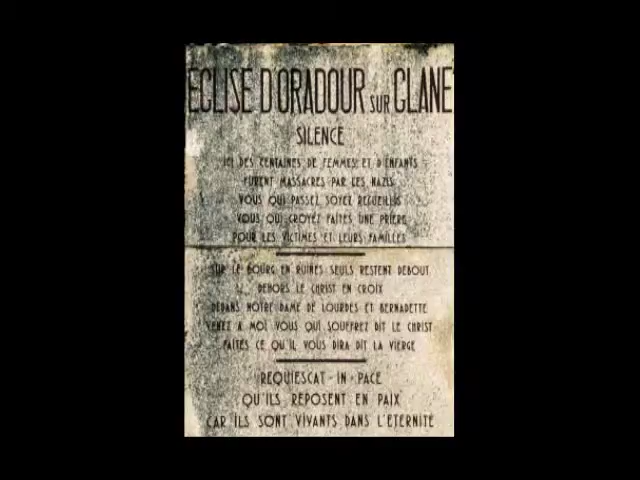 EGLISE D'ORADOUR SUR GLANE
SILENCE
ICI DES CENTAINES DE FEMMES ET D'ENFANTS
FURENT MASSACRES PAR LES NAZIS
VOUS QUI PASSEZ SOYEZ RECUEILLIS
VOUS QUI CROYEZ FAITES UNE PRIERE
POUR LES VICTIMES ET LEURS FAMILLES
SUR LE BOURG EN RUINES SEULS RESTENT DEBOUT
DEHORS LE CHRIST EN CROIX
DEDANS NOTRE DAME DE LOURDES ET BERNADETTE
VENEZ A MOI VOUS QUI SOUFFREZ DIT LE CHRIST
FAITES CE QU'IL VOUS DIRA DIT LA VIERGE
REQUIESCAT-IN-PACE
QU'ILS REPOSENT EN PAIX
CAR ILS SONT VIVANTS DANS L'ETERNITE